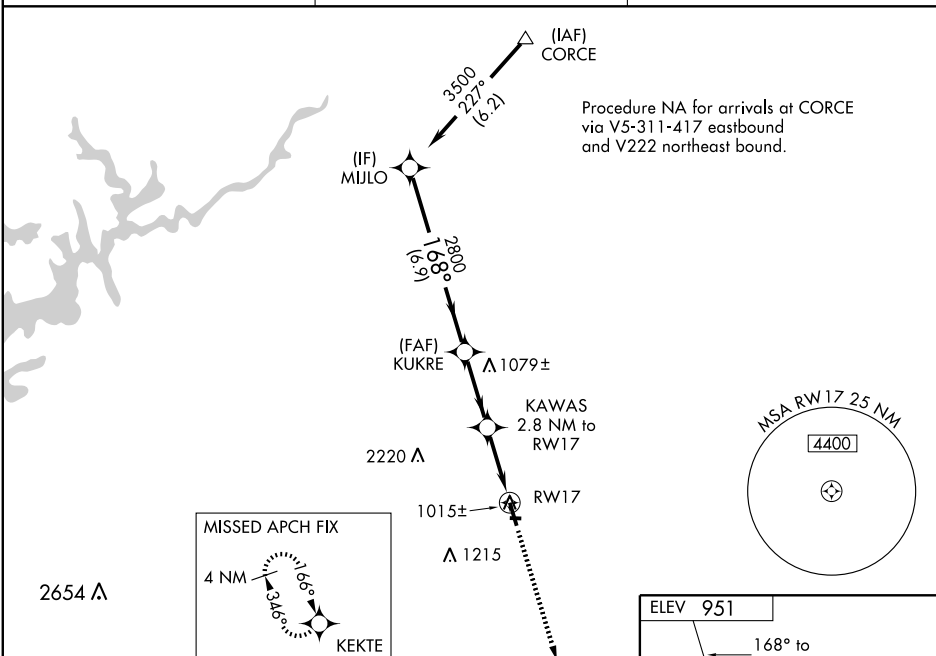 (IAF)
CORCE
3500
227°
(6.2)
Procedure NA for arrivals at CORCE
via V5-311-417 eastbound
and V222 northeast bound.
(IF)
MIJLO
2800
168°
(6.9)
(FAF)
KUKRE
1079±
KAWAS
2.8 NM to
RW17
MSA RW17 25 NM
4400
2220
RW17
1015±
MISSED APCH FIX
4 NM
166°
346°
KEKTE
1215
2654
ELEV 951
168° to